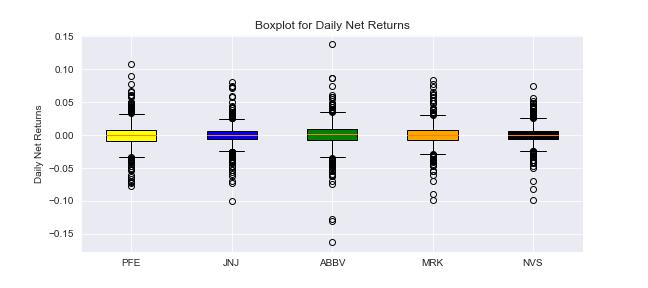 Boxplot for Daily Net Returns
Daily Net Returns
0.15
0.10
0.05
0.00
−0.05
−0.10
−0.15
PFE JNJ ABBV MRK NVS